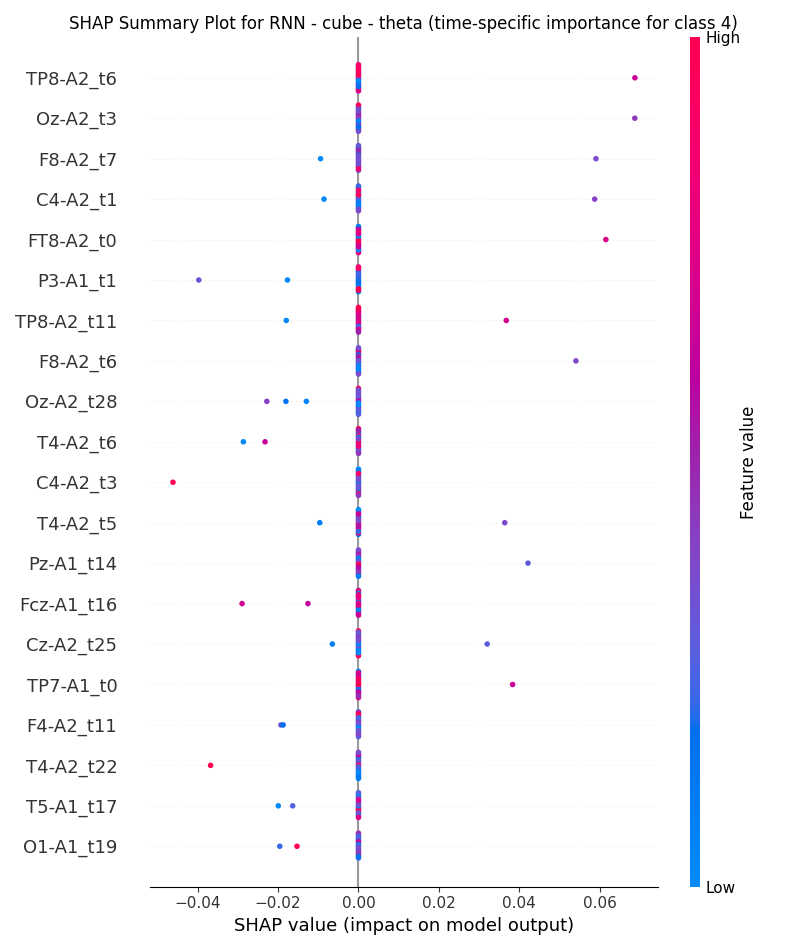 SHAP Summary Plot for RNN - cube - theta (time-specific importance for class 4)
High
TP8-A2_t6
Oz-A2_t3
F8-A2_t7
C4-A2_t1
FT8-A2_t0
P3-A1_t1
TP8-A2_t11
F8-A2_t6
Oz-A2_t28
T4-A2_t6
C4-A2_t3
T4-A2_t5
Pz-A1_t14
Fcz-A1_t16
Cz-A2_t25
TP7-A1_t0
F4-A2_t11
T4-A2_t22
T5-A1_t17
O1-A1_t19
Feature value
Low
−0.04 −0.02 0.00 0.02 0.04 0.06
SHAP value (impact on model output)